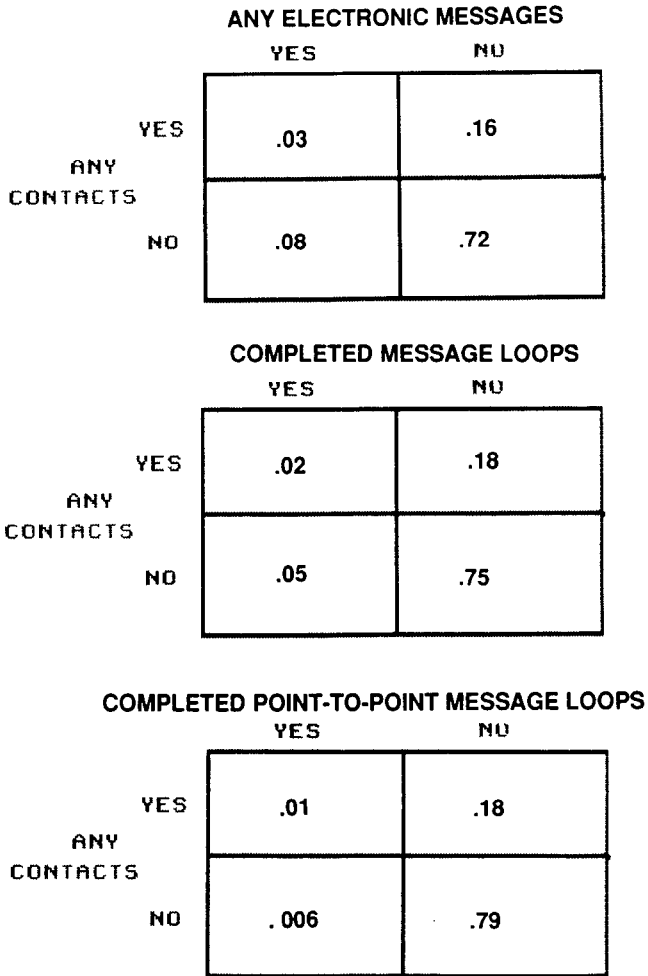 ANY ELECTRONIC MESSAGES
YES NO
YES .03 .16
ANY
CONTACTS
NO .08 .72
COMPLETED MESSAGE LOOPS
YES NO
YES .02 .18
ANY
CONTACTS
NO .05 .75
COMPLETED POINT-TO-POINT MESSAGE LOOPS
YES NO
YES .01 .18
ANY
CONTACTS
NO .006 .79